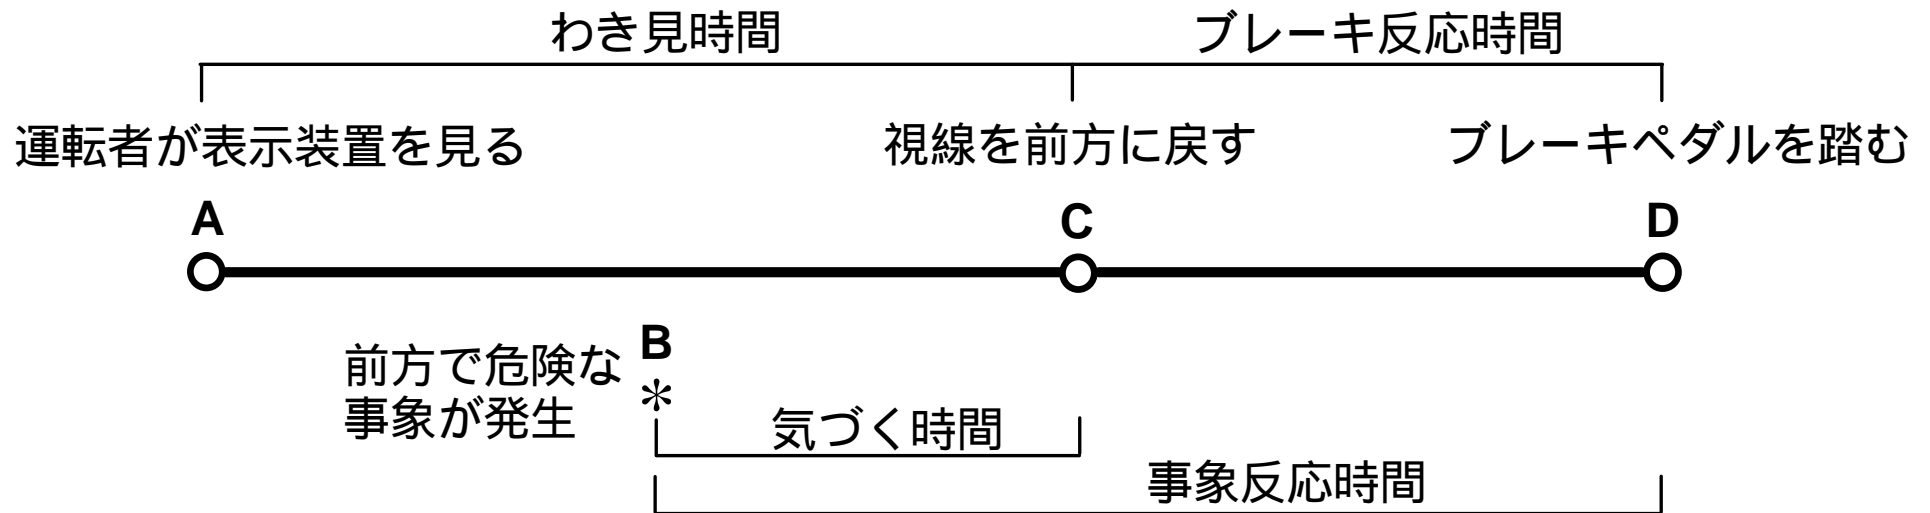 わき見時間
ブレーキ反応時間
運転者が表示装置を見る
視線を前方に戻す
ブレーキペダルを踏む
A
C
D
B
前方で危険な
事象が発生
*
気づく時間
事象反応時間